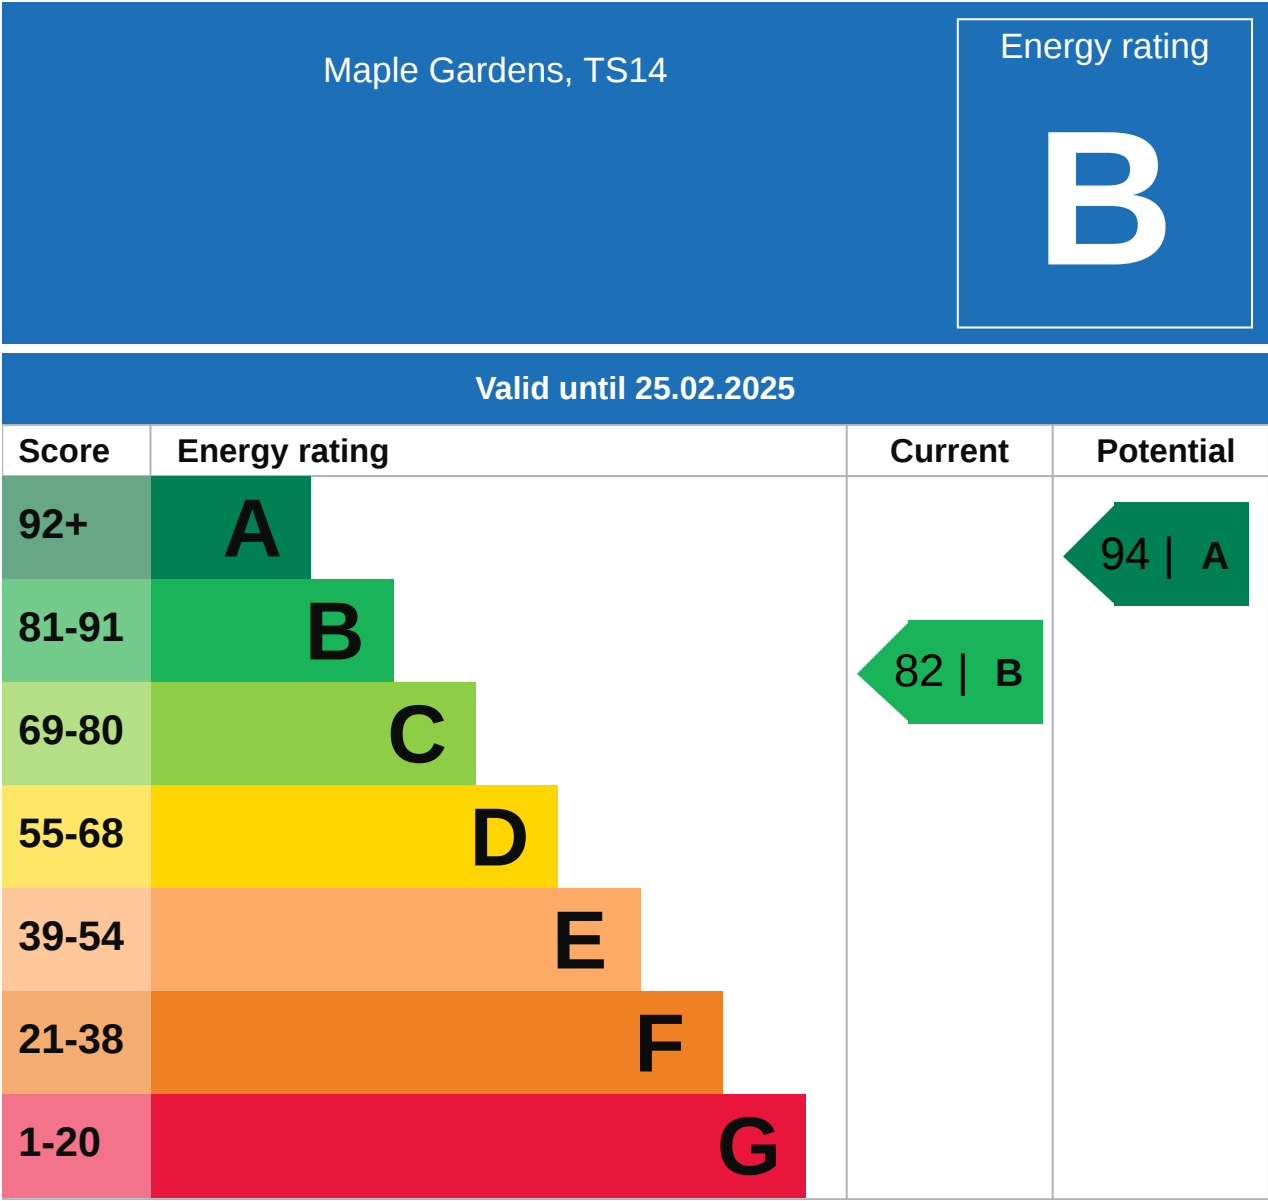 Maple Gardens, TS14
Energy rating
B
Valid until 25.02.2025
Score Energy rating Current Potential
92+ A
94 | A
81-91 B
82 | B
69-80 C
55-68 D
39-54 E
21-38 F
1-20 G